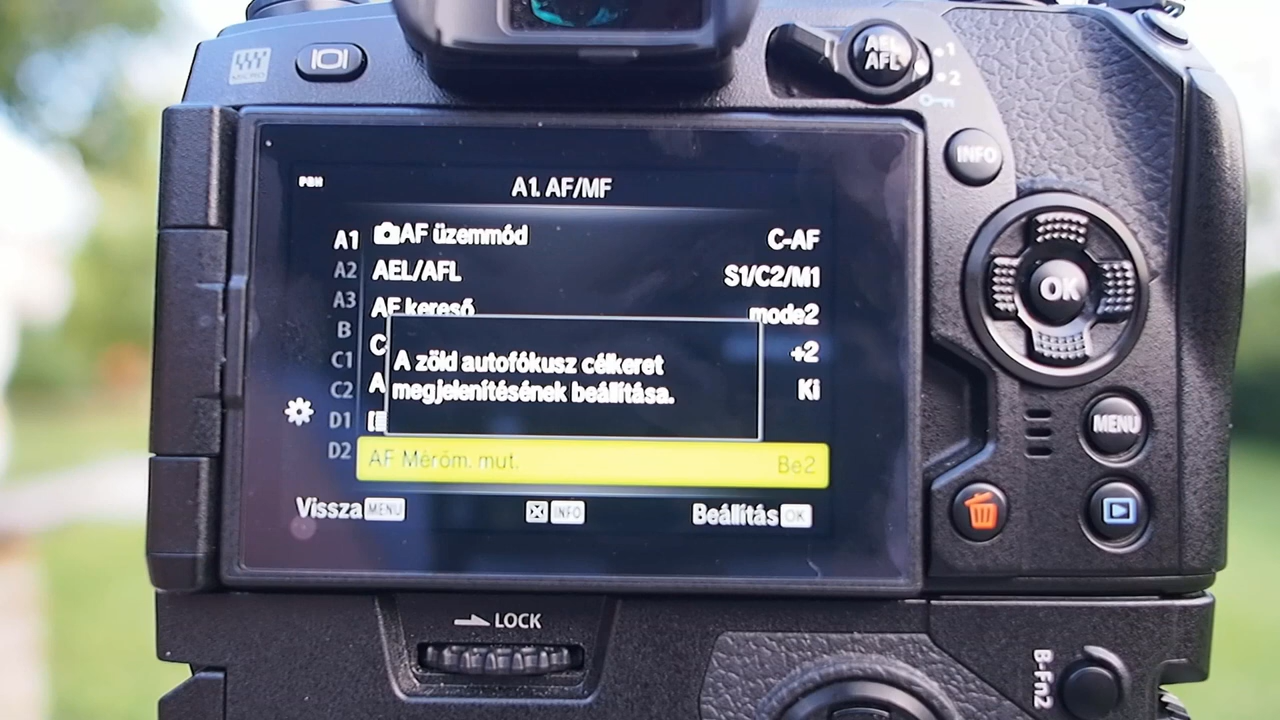 MICRO
AEL
AFL
1
2
INFO
A1. AF/MF
A1
AF üzemmód
C-AF
A2
AEL/AFL
S1/C2/M1
A3
AF kereső
mode2
B
C
+2
C1
A zöld autofókusz célkeret
megjelenítésének beállítása.
C2
A
Ki
D1
D2
AF Mérőm. mut.
Be2
Vissza MENU
INFO
Beállítás OK
OK
MENU
LOCK
B-Fn2